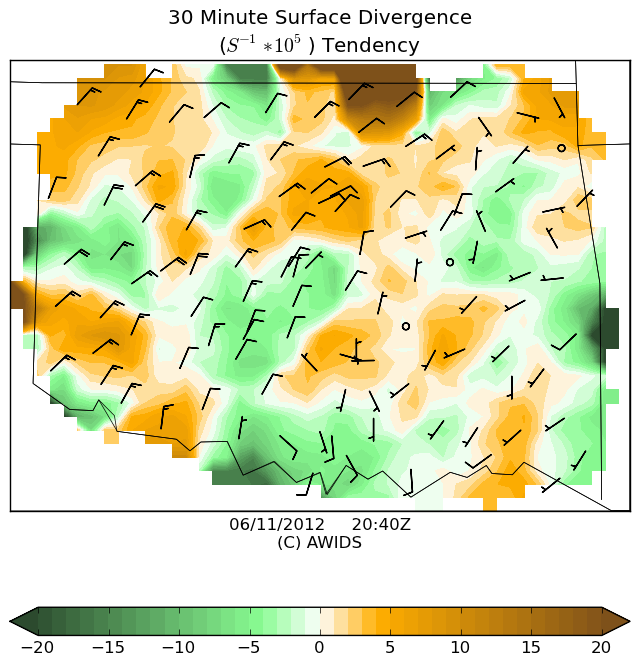 30 Minute Surface Divergence
(S⁻¹ *10⁵ ) Tendency
06/11/2012 20:40Z
(C) AWIDS
−20 −15 −10 −5 0 5 10 15 20